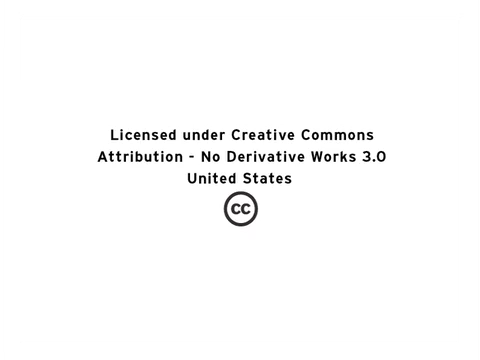 Licensed under Creative Commons
Attribution - No Derivative Works 3.0
United States
cc